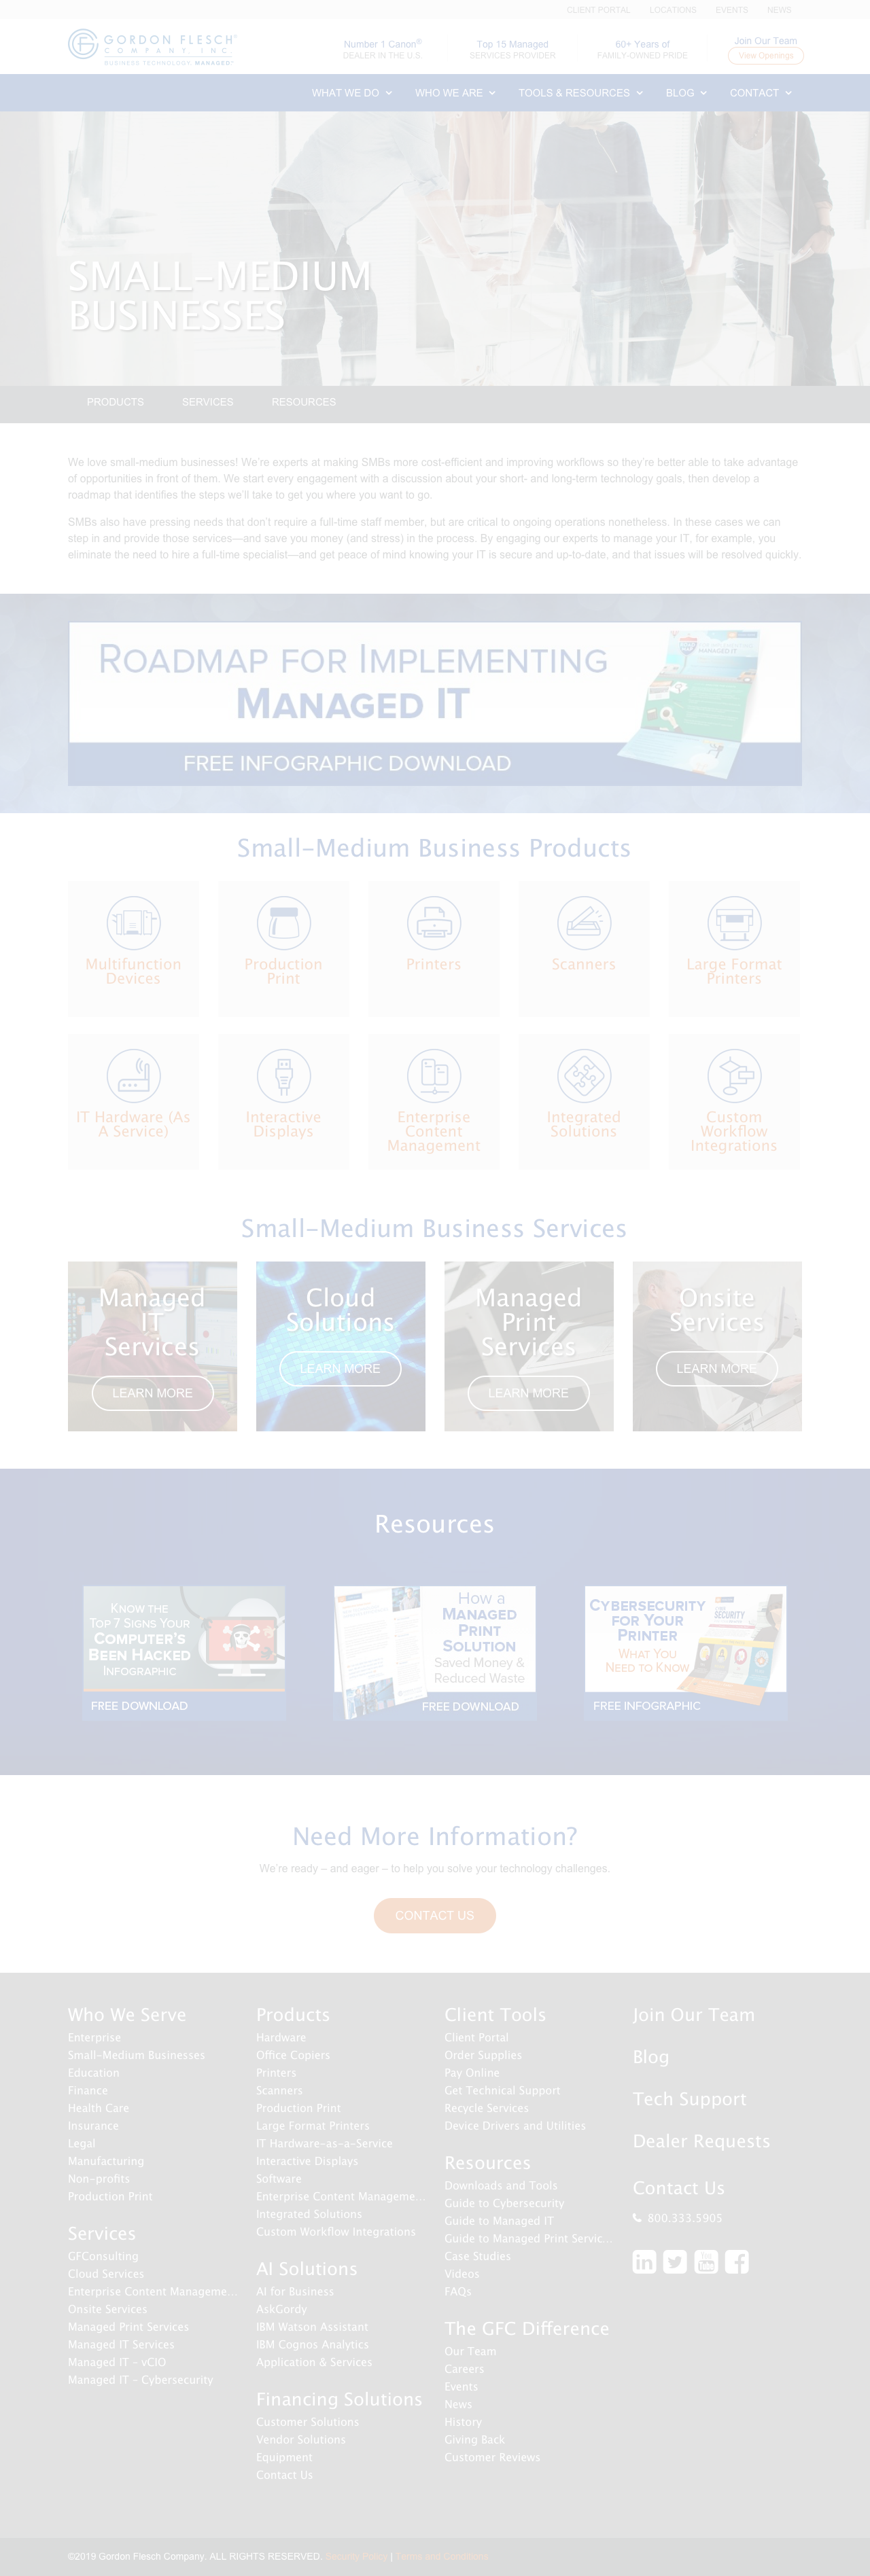 CLIENT PORTAL LOCATIONS EVENTS NEWS
GORDON FLESCH®
COMPANY, INC.
BUSINESS TECHNOLOGY, MANAGED.®
Number 1 Canon®
DEALER IN THE U.S.
Top 15 Managed
SERVICES PROVIDER
60+ Years of
FAMILY-OWNED PRIDE
Join Our Team
View Openings
WHAT WE DO WHO WE ARE TOOLS & RESOURCES BLOG CONTACT
SMALL-MEDIUM
BUSINESSES
PRODUCTS SERVICES RESOURCES
We love small-medium businesses! We're experts at making SMBs more cost-efficient and improving workflows so they're better able to take advantage
of opportunities in front of them. We start every engagement with a discussion about your short- and long-term technology goals, then develop a
roadmap that identifies the steps we'll take to get you where you want to go.
SMBs also have pressing needs that don't require a full-time staff member, but are critical to ongoing operations nonetheless. In these cases we can
step in and provide those services—and save you money (and stress) in the process. By engaging our experts to manage your IT, for example, you
eliminate the need to hire a full-time specialist—and get peace of mind knowing your IT is secure and up-to-date, and that issues will be resolved quickly.
ROADMAP FOR IMPLEMENTING
MANAGED IT
FREE INFOGRAPHIC DOWNLOAD
MANAGED IT
Small-Medium Business Products
Multifunction
Devices
Production
Print
Printers
Scanners
Large Format
Printers
IT Hardware (As
A Service)
Interactive
Displays
Enterprise
Content
Management
Integrated
Solutions
Custom
Workflow
Integrations
Small-Medium Business Services
Managed
IT
Services
LEARN MORE
Cloud
Solutions
LEARN MORE
Managed
Print
Services
LEARN MORE
Onsite
Services
LEARN MORE
Resources
KNOW THE
TOP 7 SIGNS YOUR
COMPUTER'S
BEEN HACKED
INFOGRAPHIC
FREE DOWNLOAD
How a
MANAGED
PRINT
SOLUTION
Saved Money &
Reduced Waste
FREE DOWNLOAD
CYBERSECURITY
FOR YOUR
PRINTER
WHAT YOU
NEED TO KNOW
SECURITY
FREE INFOGRAPHIC
Need More Information?
We're ready – and eager – to help you solve your technology challenges.
CONTACT US
Who We Serve
Enterprise
Small-Medium Businesses
Education
Finance
Health Care
Insurance
Legal
Manufacturing
Non-profits
Production Print
Services
GFConsulting
Cloud Services
Enterprise Content Manageme...
Onsite Services
Managed Print Services
Managed IT Services
Managed IT - vCIO
Managed IT - Cybersecurity
Products
Hardware
Office Copiers
Printers
Scanners
Production Print
Large Format Printers
IT Hardware-as-a-Service
Interactive Displays
Software
Enterprise Content Manageme...
Integrated Solutions
Custom Workflow Integrations
AI Solutions
AI for Business
AskGordy
IBM Watson Assistant
IBM Cognos Analytics
Application & Services
Financing Solutions
Customer Solutions
Vendor Solutions
Equipment
Contact Us
Client Tools
Client Portal
Order Supplies
Pay Online
Get Technical Support
Recycle Services
Device Drivers and Utilities
Resources
Downloads and Tools
Guide to Cybersecurity
Guide to Managed IT
Guide to Managed Print Servic...
Case Studies
Videos
FAQs
The GFC Difference
Our Team
Careers
Events
News
History
Giving Back
Customer Reviews
Join Our Team
Blog
Tech Support
Dealer Requests
Contact Us
800.333.5905
©2019 Gordon Flesch Company. ALL RIGHTS RESERVED. Security Policy | Terms and Conditions